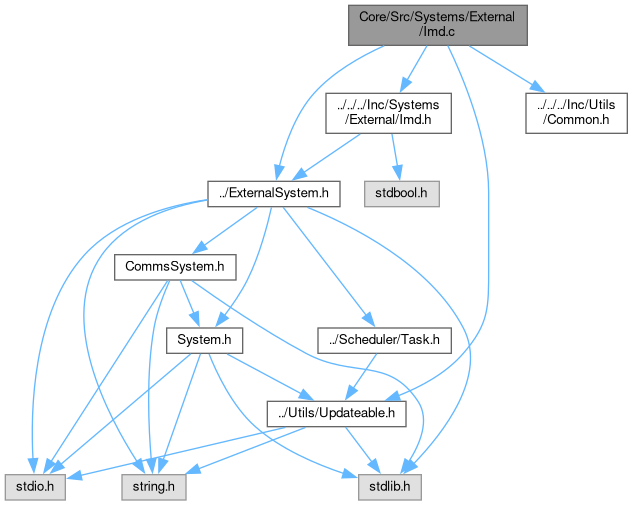 Core/Src/Systems/External
/Imd.c
../../../Inc/Systems
/External/Imd.h
../../../Inc/Utils
/Common.h
../ExternalSystem.h
stdbool.h
CommsSystem.h
System.h
../Scheduler/Task.h
../Utils/Updateable.h
stdio.h
string.h
stdlib.h